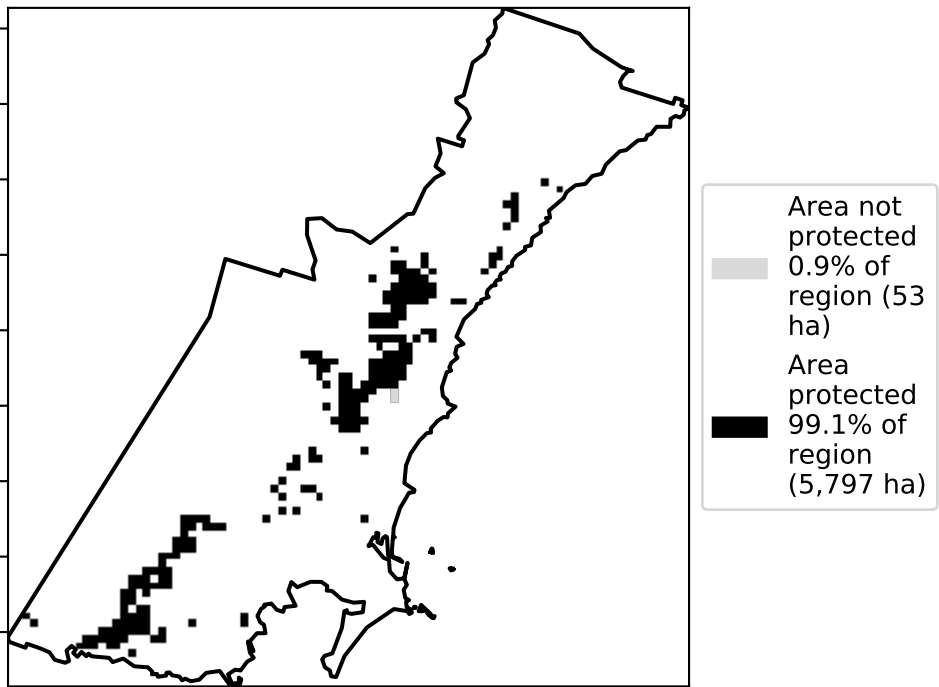 Area not
protected
0.9% of
region (53
ha)
Area
protected
99.1% of
region
(5,797 ha)